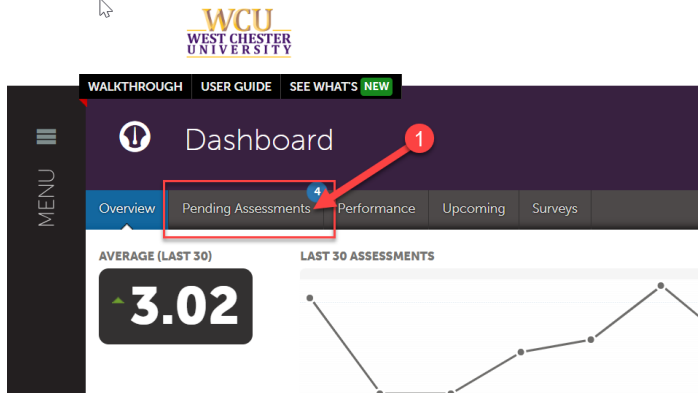 WCU
WEST CHESTER
UNIVERSITY
WALKTHROUGH USER GUIDE SEE WHAT'S NEW
MENU
Dashboard
1
4
Overview Pending Assessments Performance Upcoming Surveys
AVERAGE (LAST 30) LAST 30 ASSESSMENTS
3.02